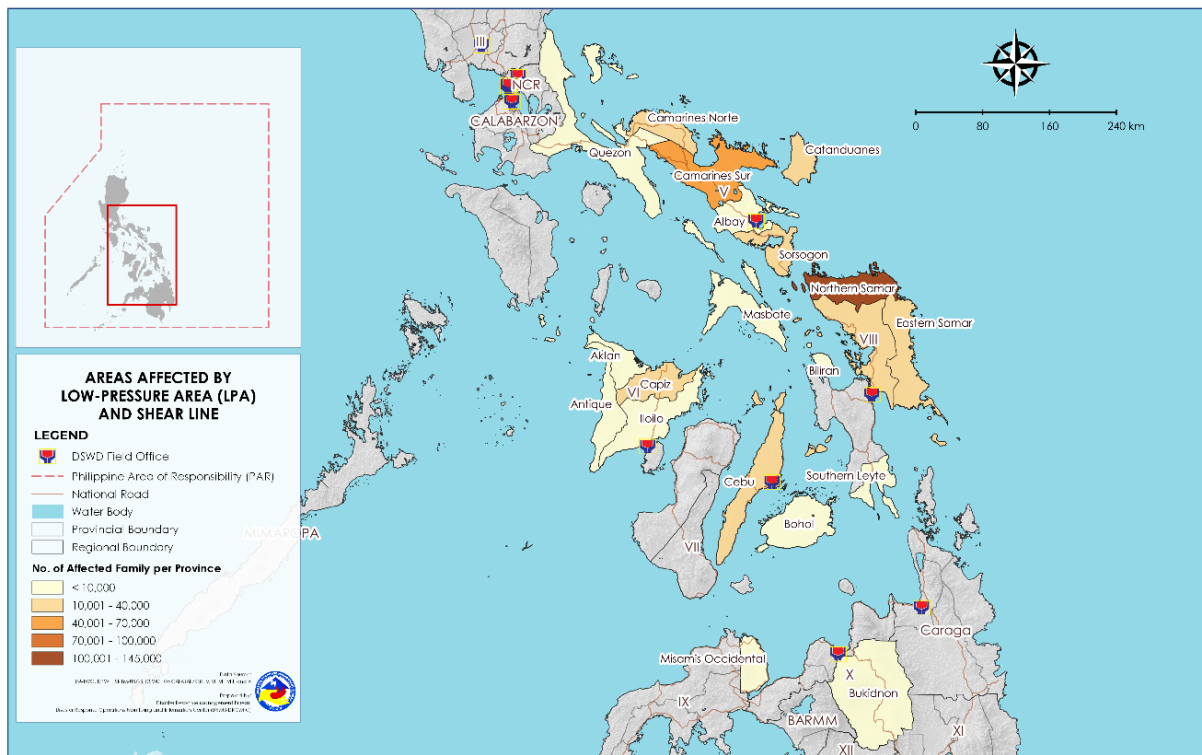 III
NCR
CALABARZON
Camarines Norte
Catanduanes
Quezon
Camarines Sur
V
Albay
Sorsogon
Northern Samar
Masbate
Eastern Samar
VIII
Aklan
Biliran
Capiz
VI
Antique
Iloilo
Cebu
Southern Leyte
Bohol
VII
MIMAROPA
Caraga
Misamis Occidental
X
Bukidnon
IX
BARMM
XI
XII
0 80 160 240 km
AREAS AFFECTED BY
LOW-PRESSURE AREA (LPA)
AND SHEAR LINE
LEGEND
DSWD Field Office
Philippine Area of Responsibility (PAR)
National Road
Water Body
Provincial Boundary
Regional Boundary
No. of Affected Family per Province
< 10,000
10,001 - 40,000
40,001 - 70,000
70,001 - 100,000
100,001 - 145,000
Data Source:
Prepared by: